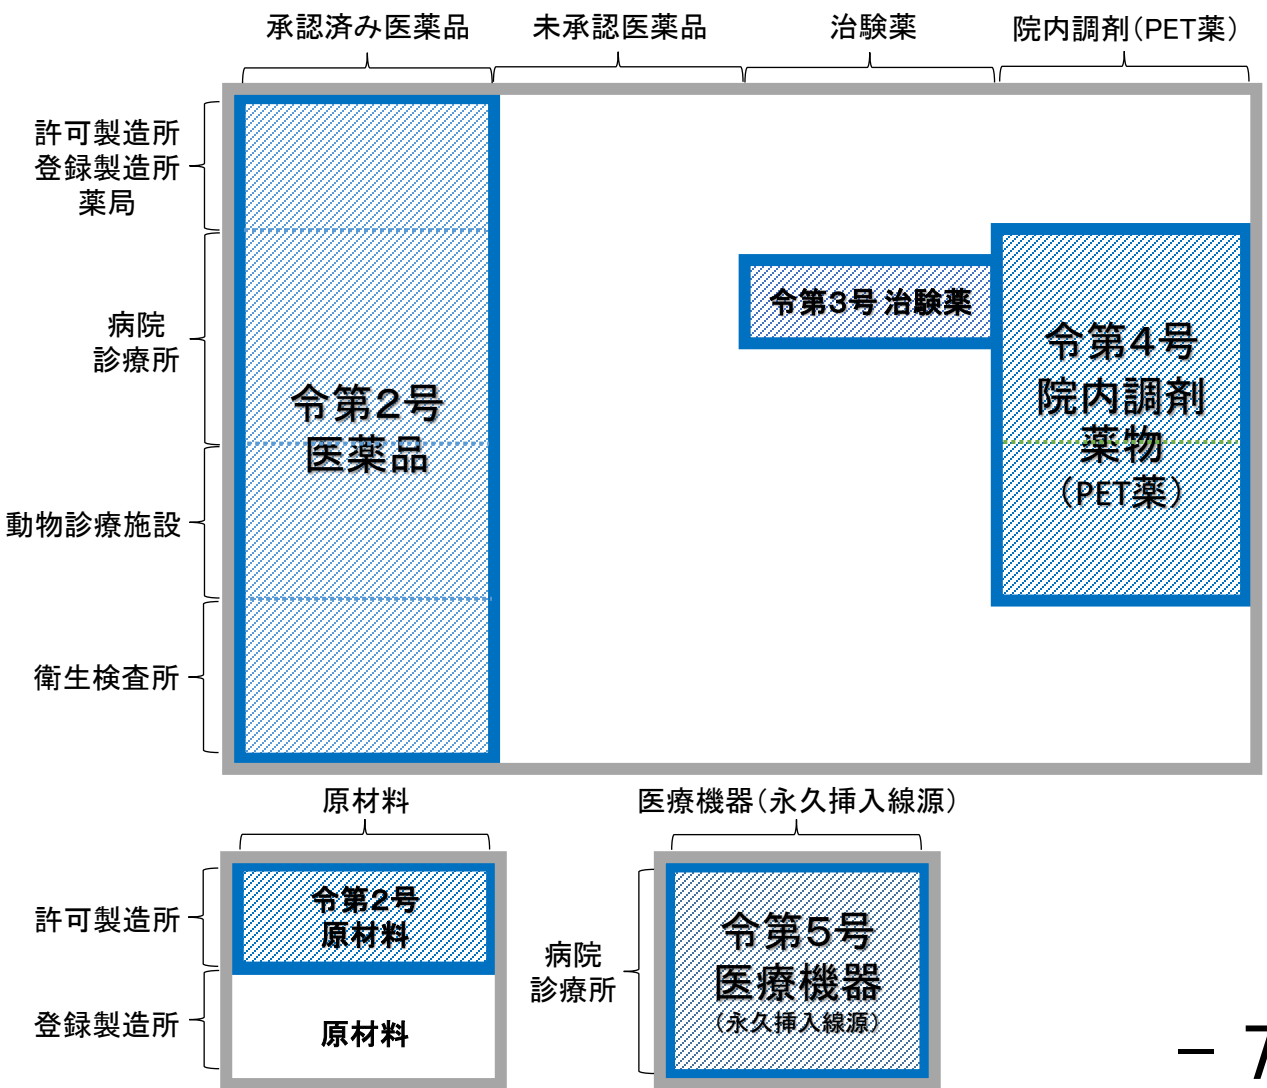 承認済み医薬品
未承認医薬品
治験薬
院内調剤（PET薬）
許可製造所
登録製造所
薬局
病院
診療所
動物診療施設
衛生検査所
令第2号
医薬品
令第3号 治験薬
令第4号
院内調剤
薬物
（PET薬）
原材料
医療機器（永久挿入線源）
許可製造所
登録製造所
令第2号
原材料
原材料
病院
診療所
令第5号
医療機器
（永久挿入線源）
－ 7